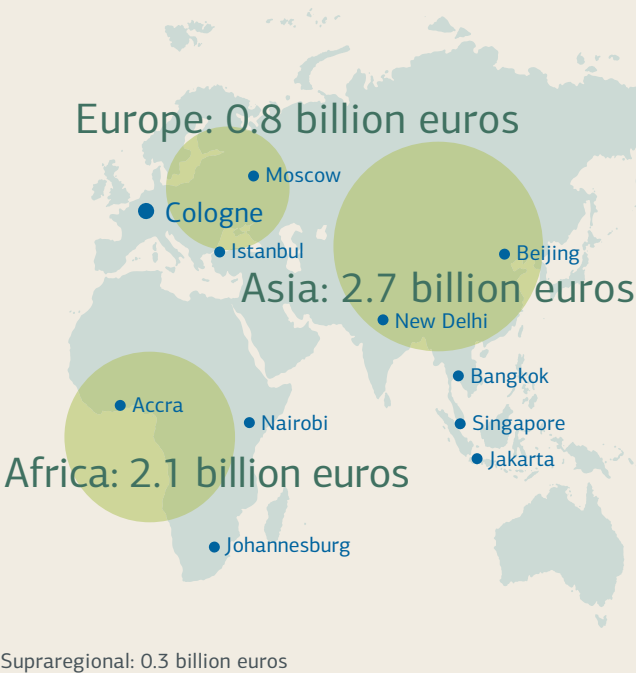 Europe: 0.8 billion euros
Moscow
Cologne
Istanbul
Beijing
Asia: 2.7 billion euros
New Delhi
Bangkok
Accra
Nairobi
Singapore
Jakarta
Africa: 2.1 billion euros
Johannesburg
Supraregional: 0.3 billion euros